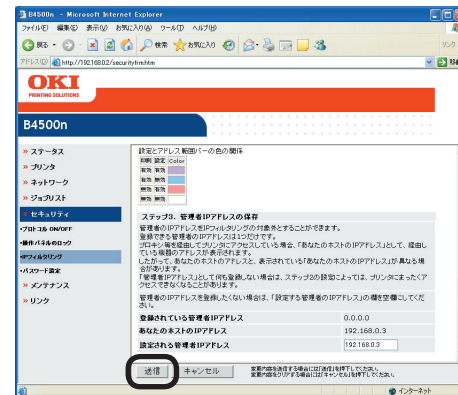 B4500n - Microsoft Internet Explorer
ファイル(F) 編集(E) 表示(V) お気に入り(A) ツール(T) ヘルプ(H)
戻る 検索 お気に入り
アドレス(D) http://192.168.0.2/securityfrm.htm
OKI
PRINTING SOLUTIONS
B4500n
» ステータス
» プリンタ
» ネットワーク
» ジョブリスト
» セキュリティ
・プロトコル ON/OFF
・操作パネルのロック
・IPフィルタリング
・パスワード設定
» メンテナンス
» リンク
設定とアドレス範囲バーの色の関係
印刷 設定 Color
有効 有効
有効 無効
無効 有効
無効 無効
ステップ3. 管理者IPアドレスの保存
管理者のIPアドレスをIPフィルタリングの対象外とすることができます。
登録できる管理者のIPアドレスは1つだけです。
プロキシ等を経由してプリンタにアクセスしている場合、「あなたのホストのIPアドレス」として、経由し
ている機器のアドレスが表示されます。
したがって、あなたのホストのアドレスと、表示されている「あなたのホストのIPアドレス」が異なる場
合があります。
「管理者IPアドレス」として何も登録しない場合は、ステップ2の設定によっては、プリンタにまったくア
クセスできなくなることがあります。
管理者のIPアドレスを登録したくない場合は、「設定する管理者のIPアドレス」の欄を空欄にしてくだ
さい。
登録されている管理者IPアドレス 0.0.0.0
あなたのホストのIPアドレス 192.168.0.3
設定される管理者IPアドレス 192.168.0.3
送信 キャンセル 変更内容を送信する場合には「送信」を押下してください。
変更内容をクリアする場合には「キャンセル」を押下してください。
インターネット